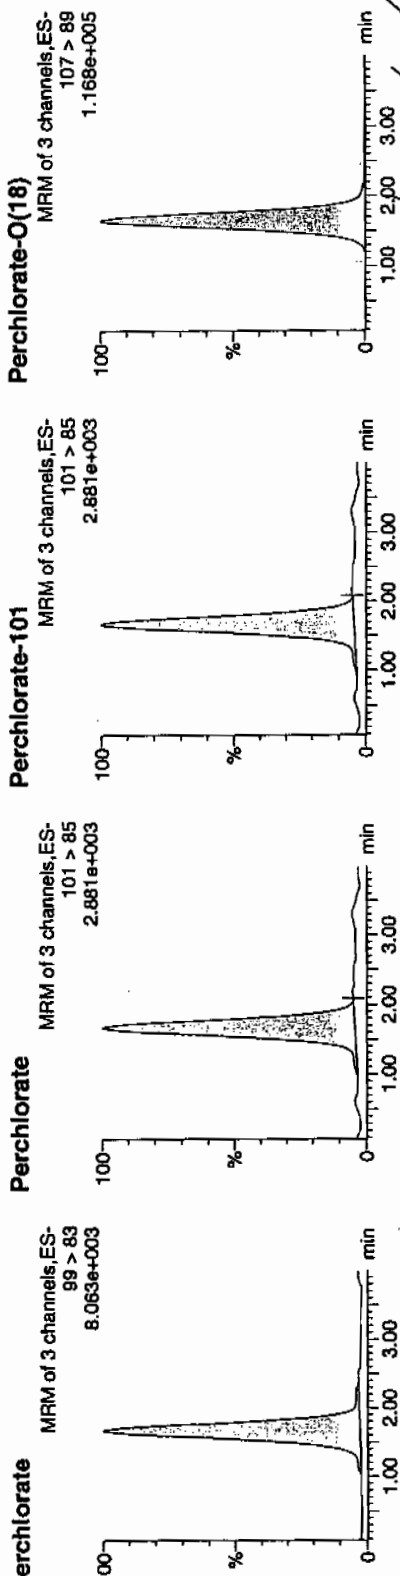 erchlorate
MRM of 3 channels,ES-
99 > 83
8.063e+003
00
%
0
1.00 2.00 3.00 min
Perchlorate
MRM of 3 channels,ES-
101 > 85
2.881e+003
100
%
0
1.00 2.00 3.00 min
Perchlorate-101
MRM of 3 channels,ES-
101 > 85
2.881e+003
100
%
0
1.00 2.00 3.00 min
Perchlorate-O(18)
MRM of 3 channels,ES-
107 > 89
1.168e+005
100
%
0
1.00 2.00 3.00 min